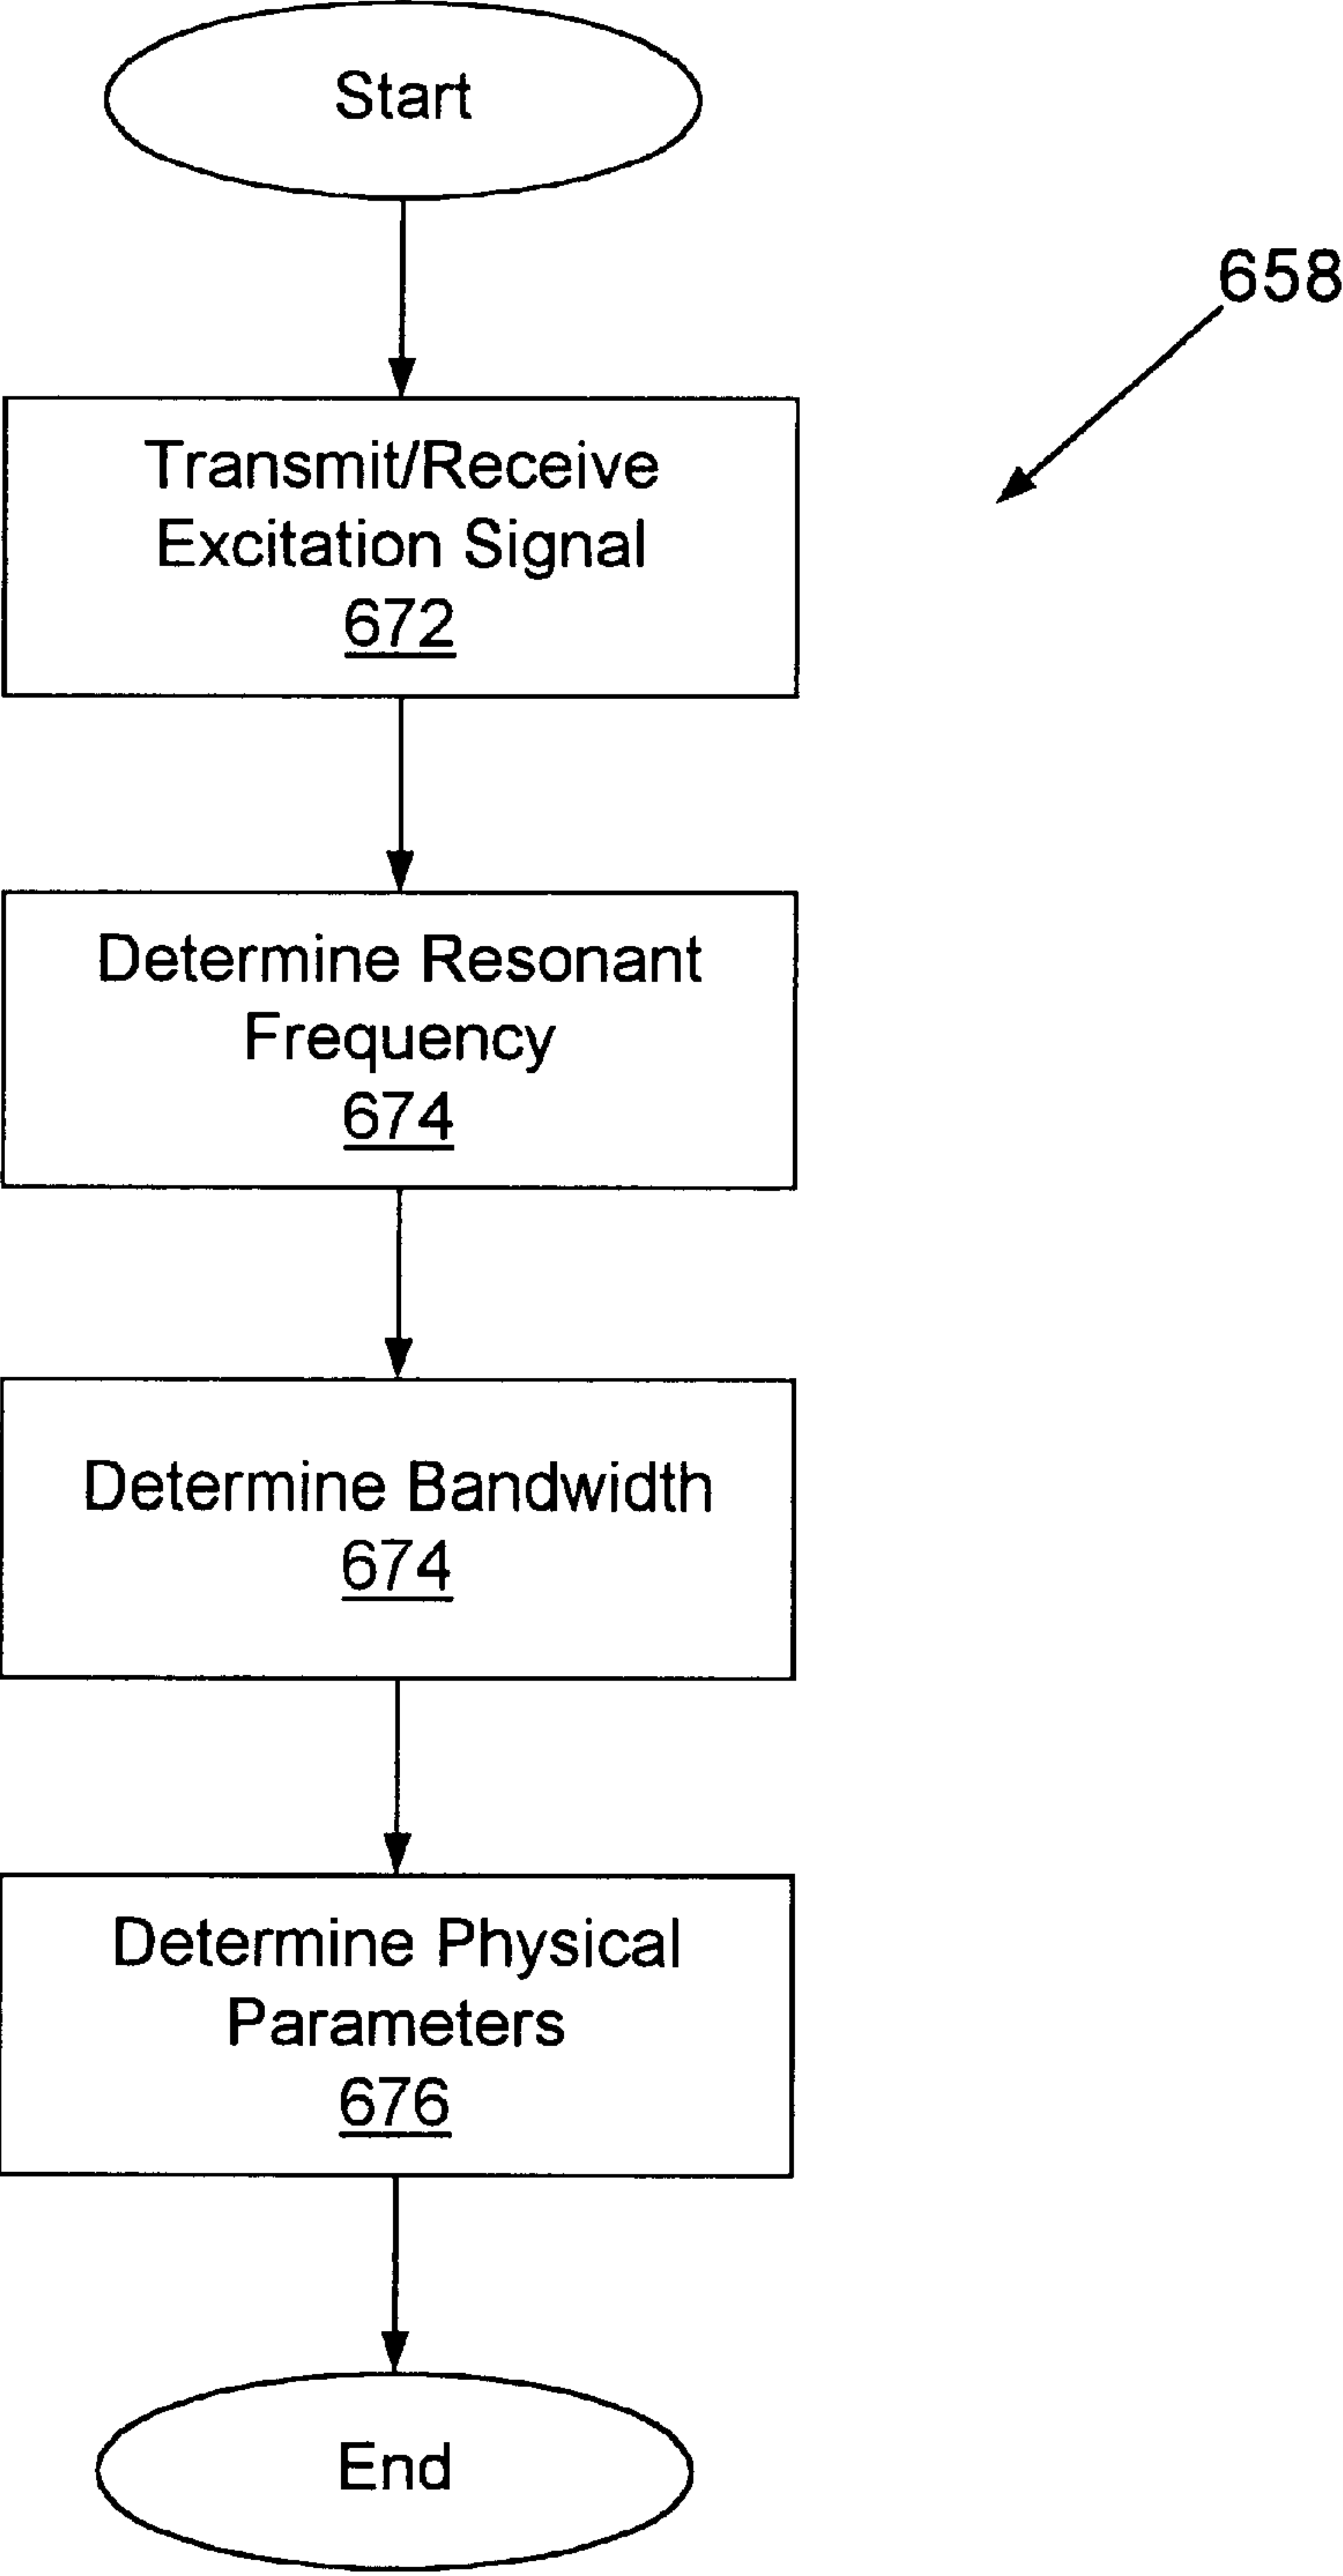 Start
658
Transmit/Receive
Excitation Signal
672
Determine Resonant
Frequency
674
Determine Bandwidth
674
Determine Physical
Parameters
676
End